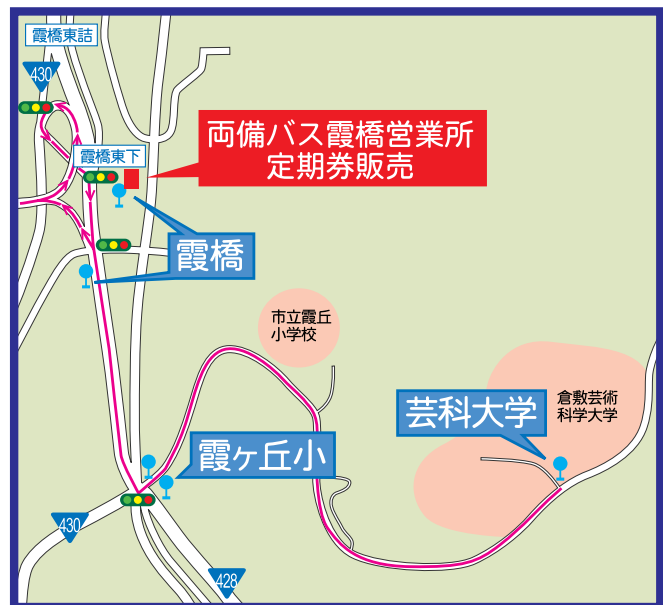 霞橋東詰
430
両備バス霞橋営業所
定期券販売
霞橋東下
霞橋
市立霞丘
小学校
芸科大学
倉敷芸術
科学大学
霞ヶ丘小
430
428